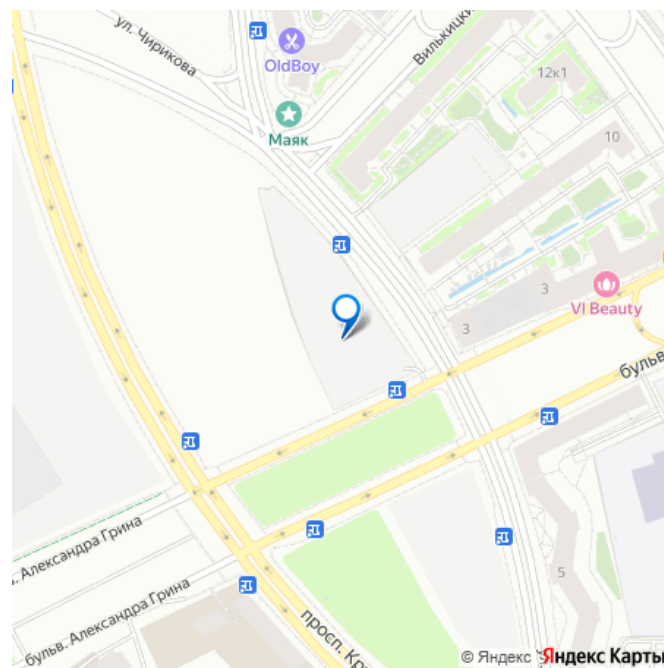 ул. Чирикова
OldBoy
Вилькицки
12к1
Маяк
10
3
VI Beauty
3
бульв
в. Александра Грина
5
бульв. Александра Грина
просп. Кр
© Яндекс Яндекс Карты